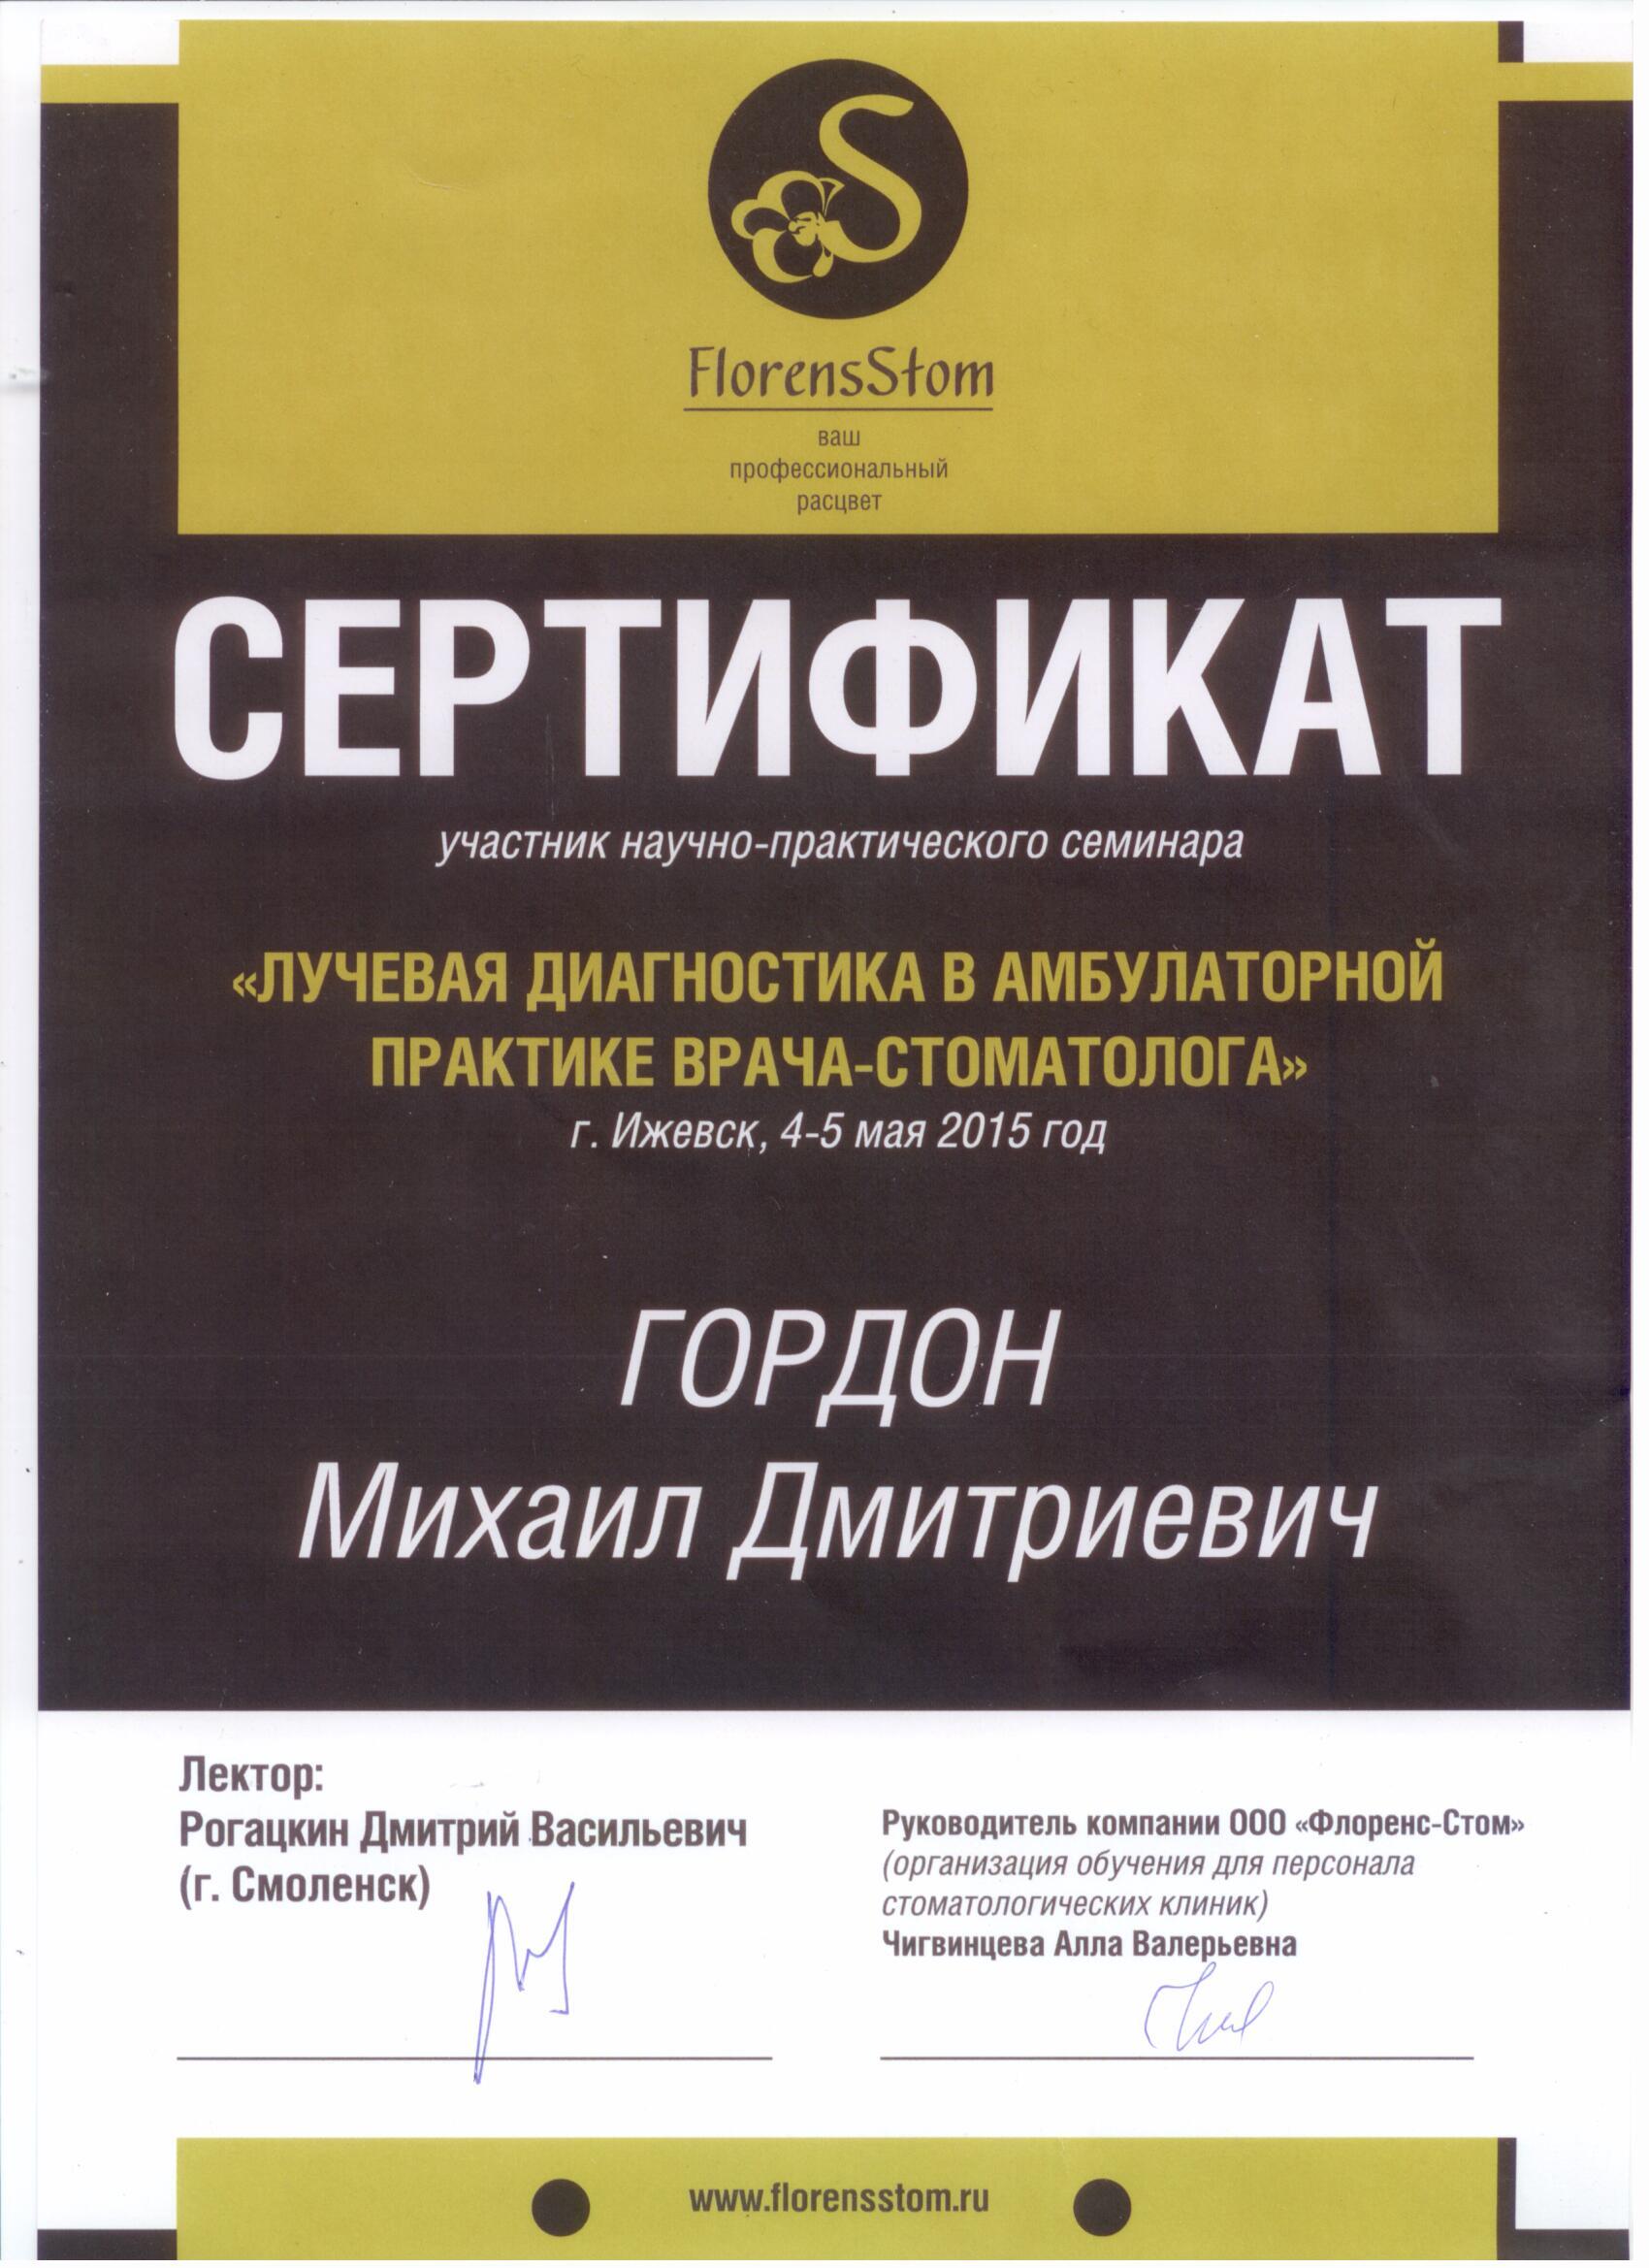 S
FlorensStom
ваш
профессиональный
расцвет
СЕРТИФИКАТ
участник научно-практического семинара
«ЛУЧЕВАЯ ДИАГНОСТИКА В АМБУЛАТОРНОЙ
ПРАКТИКЕ ВРАЧА-СТОМАТОЛОГА»
г. Ижевск, 4-5 мая 2015 год
ГОРДОН
Михаил Дмитриевич
Лектор:
Рогацкин Дмитрий Васильевич
(г. Смоленск)
Руководитель компании ООО «Флоренс-Стом»
(организация обучения для персонала
стоматологических клиник)
Чигвинцева Алла Валерьевна
www.florensstom.ru